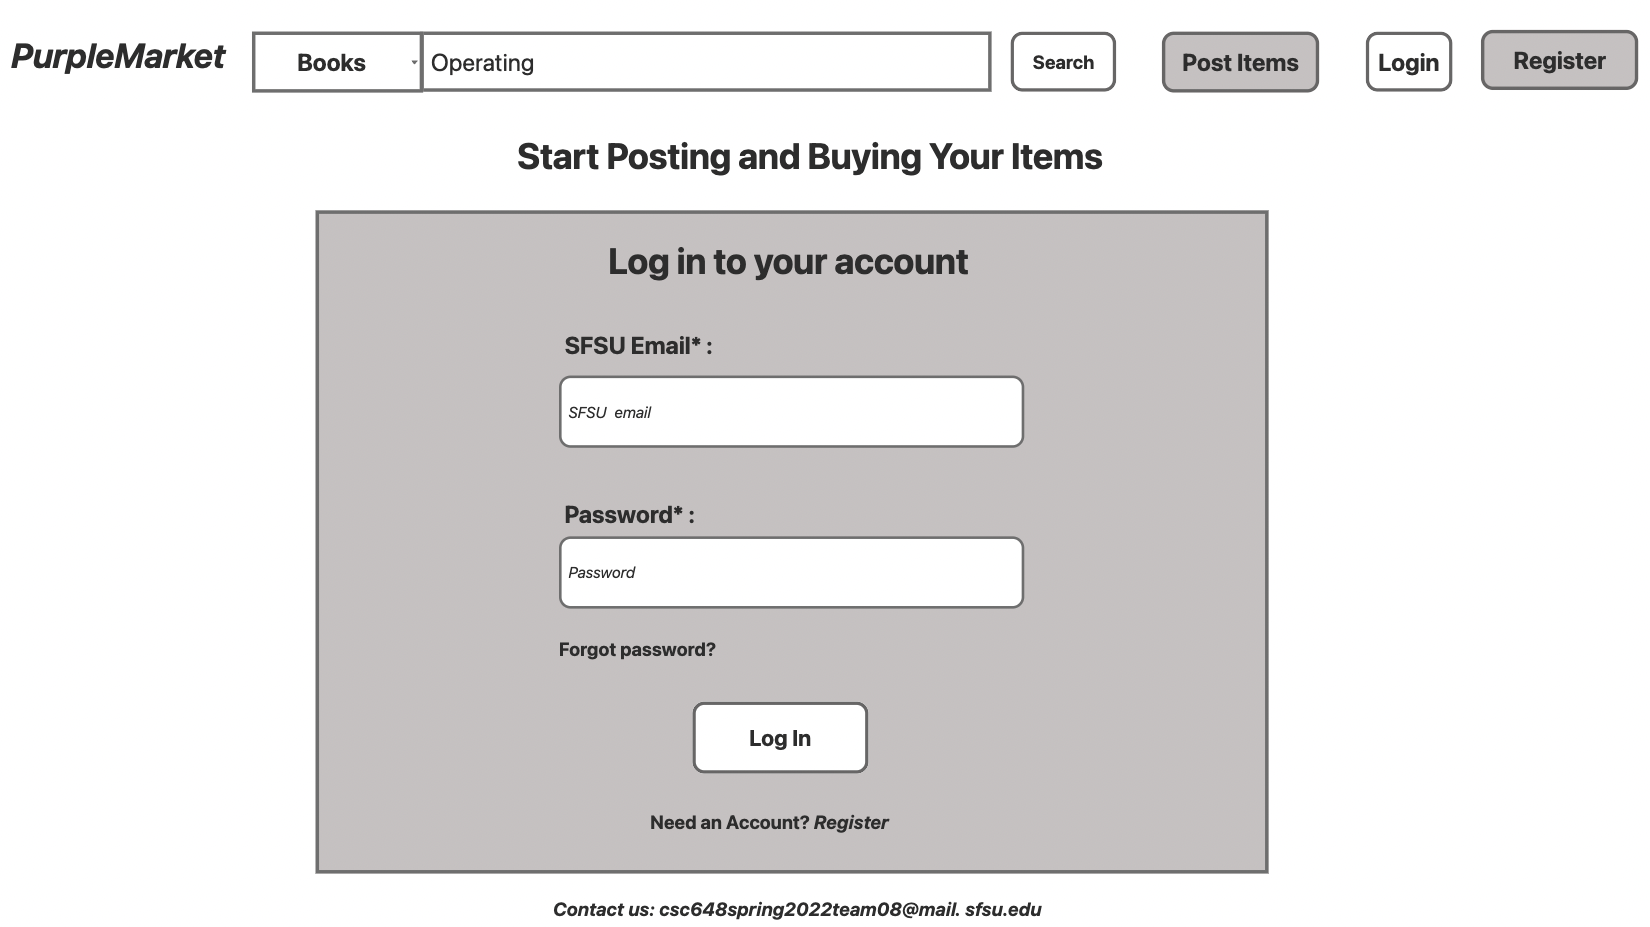 PurpleMarket Books Operating Search Post Items Login Register
Start Posting and Buying Your Items
Log in to your account
SFSU Email* :
SFSU email
Password* :
Password
Forgot password?
Log In
Need an Account? Register
Contact us: csc648spring2022team08@mail. sfsu.edu